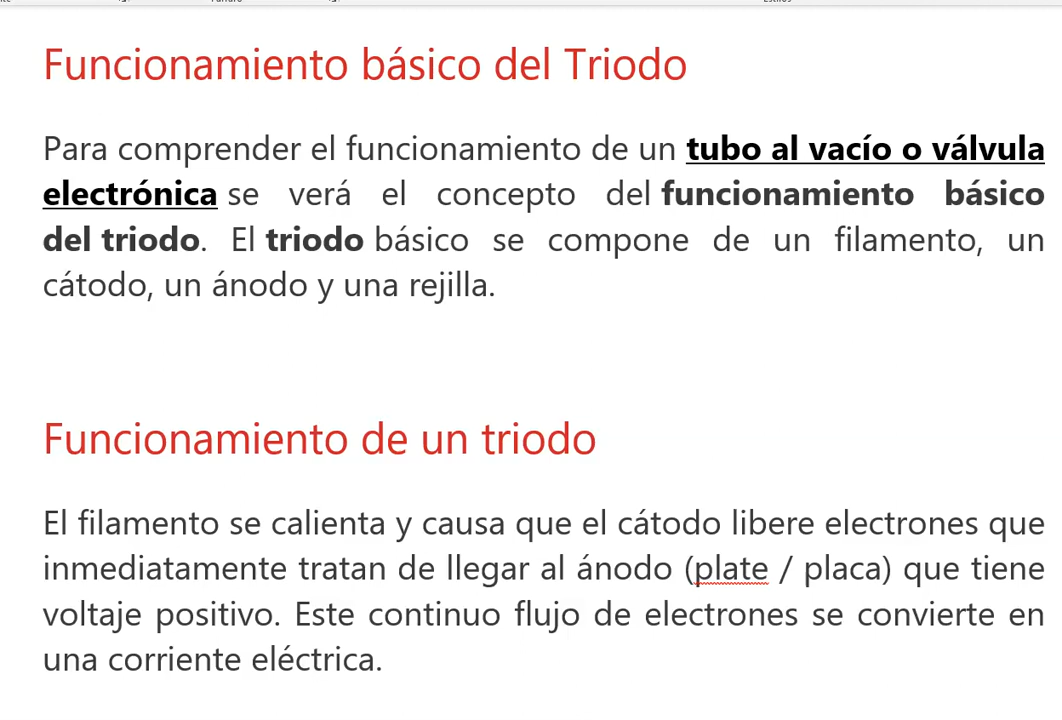 Funcionamiento básico del Triodo
Para comprender el funcionamiento de un tubo al vacío o válvula
electrónica se verá el concepto del funcionamiento básico
del triodo. El triodo básico se compone de un filamento, un
cátodo, un ánodo y una rejilla.
Funcionamiento de un triodo
El filamento se calienta y causa que el cátodo libere electrones que
inmediatamente tratan de llegar al ánodo (plate / placa) que tiene
voltaje positivo. Este continuo flujo de electrones se convierte en
una corriente eléctrica.